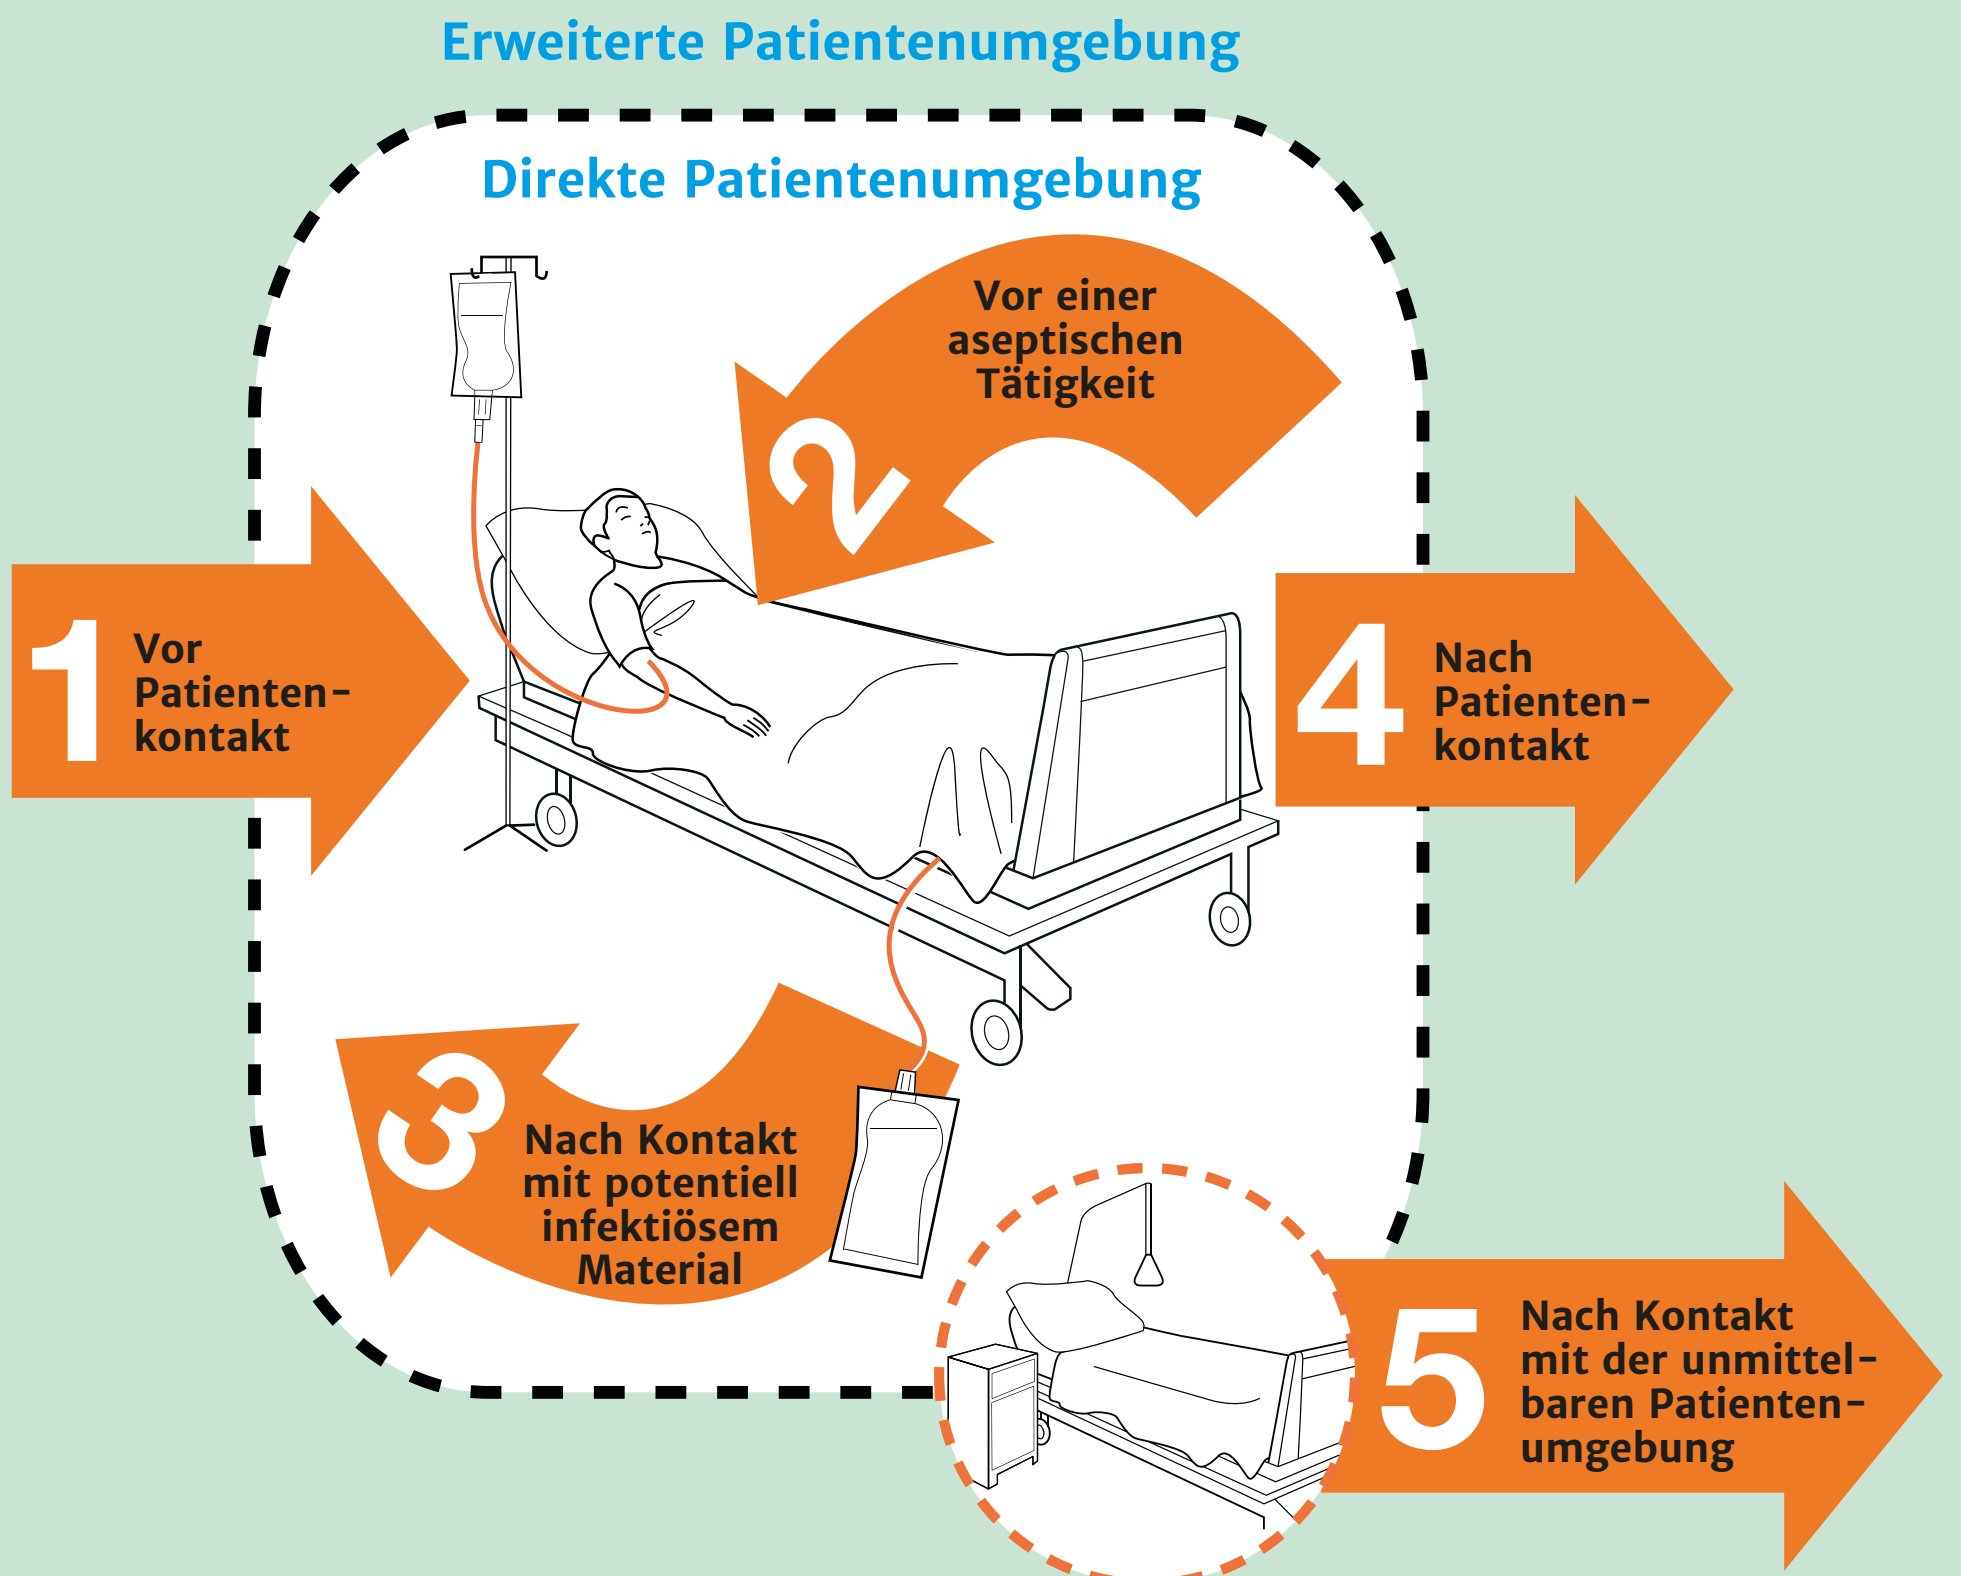 Erweiterte Patientenumgebung
Direkte Patientenumgebung
1
Vor
Patienten-
kontakt
2
Vor einer
aseptischen
Tätigkeit
3
Nach Kontakt
mit potentiell
infektiösem
Material
4
Nach
Patienten-
kontakt
5
Nach Kontakt
mit der unmittel-
baren Patienten-
umgebung